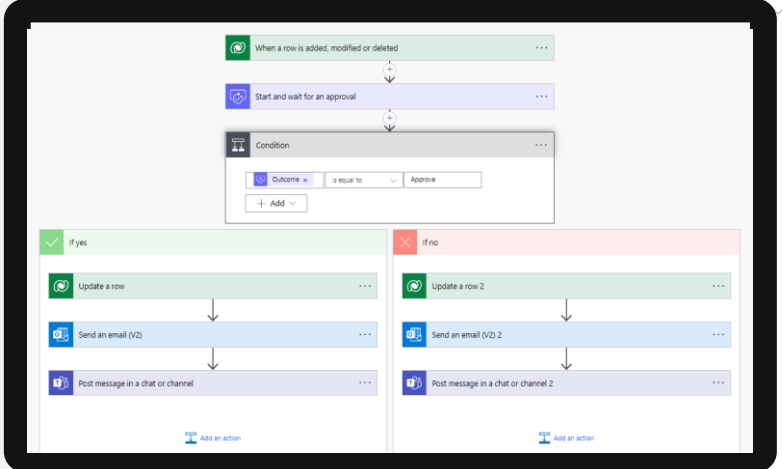 When a row is added, modified or deleted
Start and wait for an approval
Condition
Outcome × Is equal to Approve
+ Add
If yes
Update a row
Send an email (V2)
Post message in a chat or channel
Add an action
If no
Update a row 2
Send an email (V2) 2
Post message in a chat or channel 2
Add an action